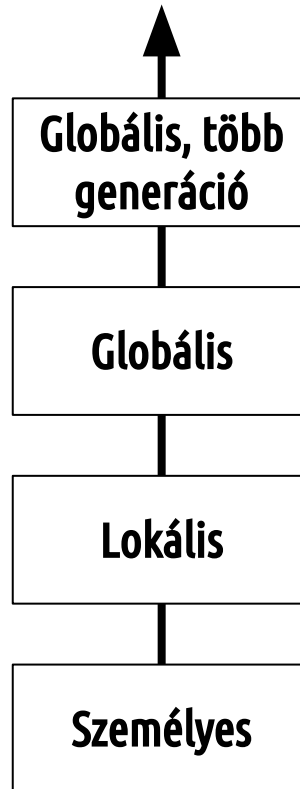 Globális, több
generáció
Globális
Lokális
Személyes